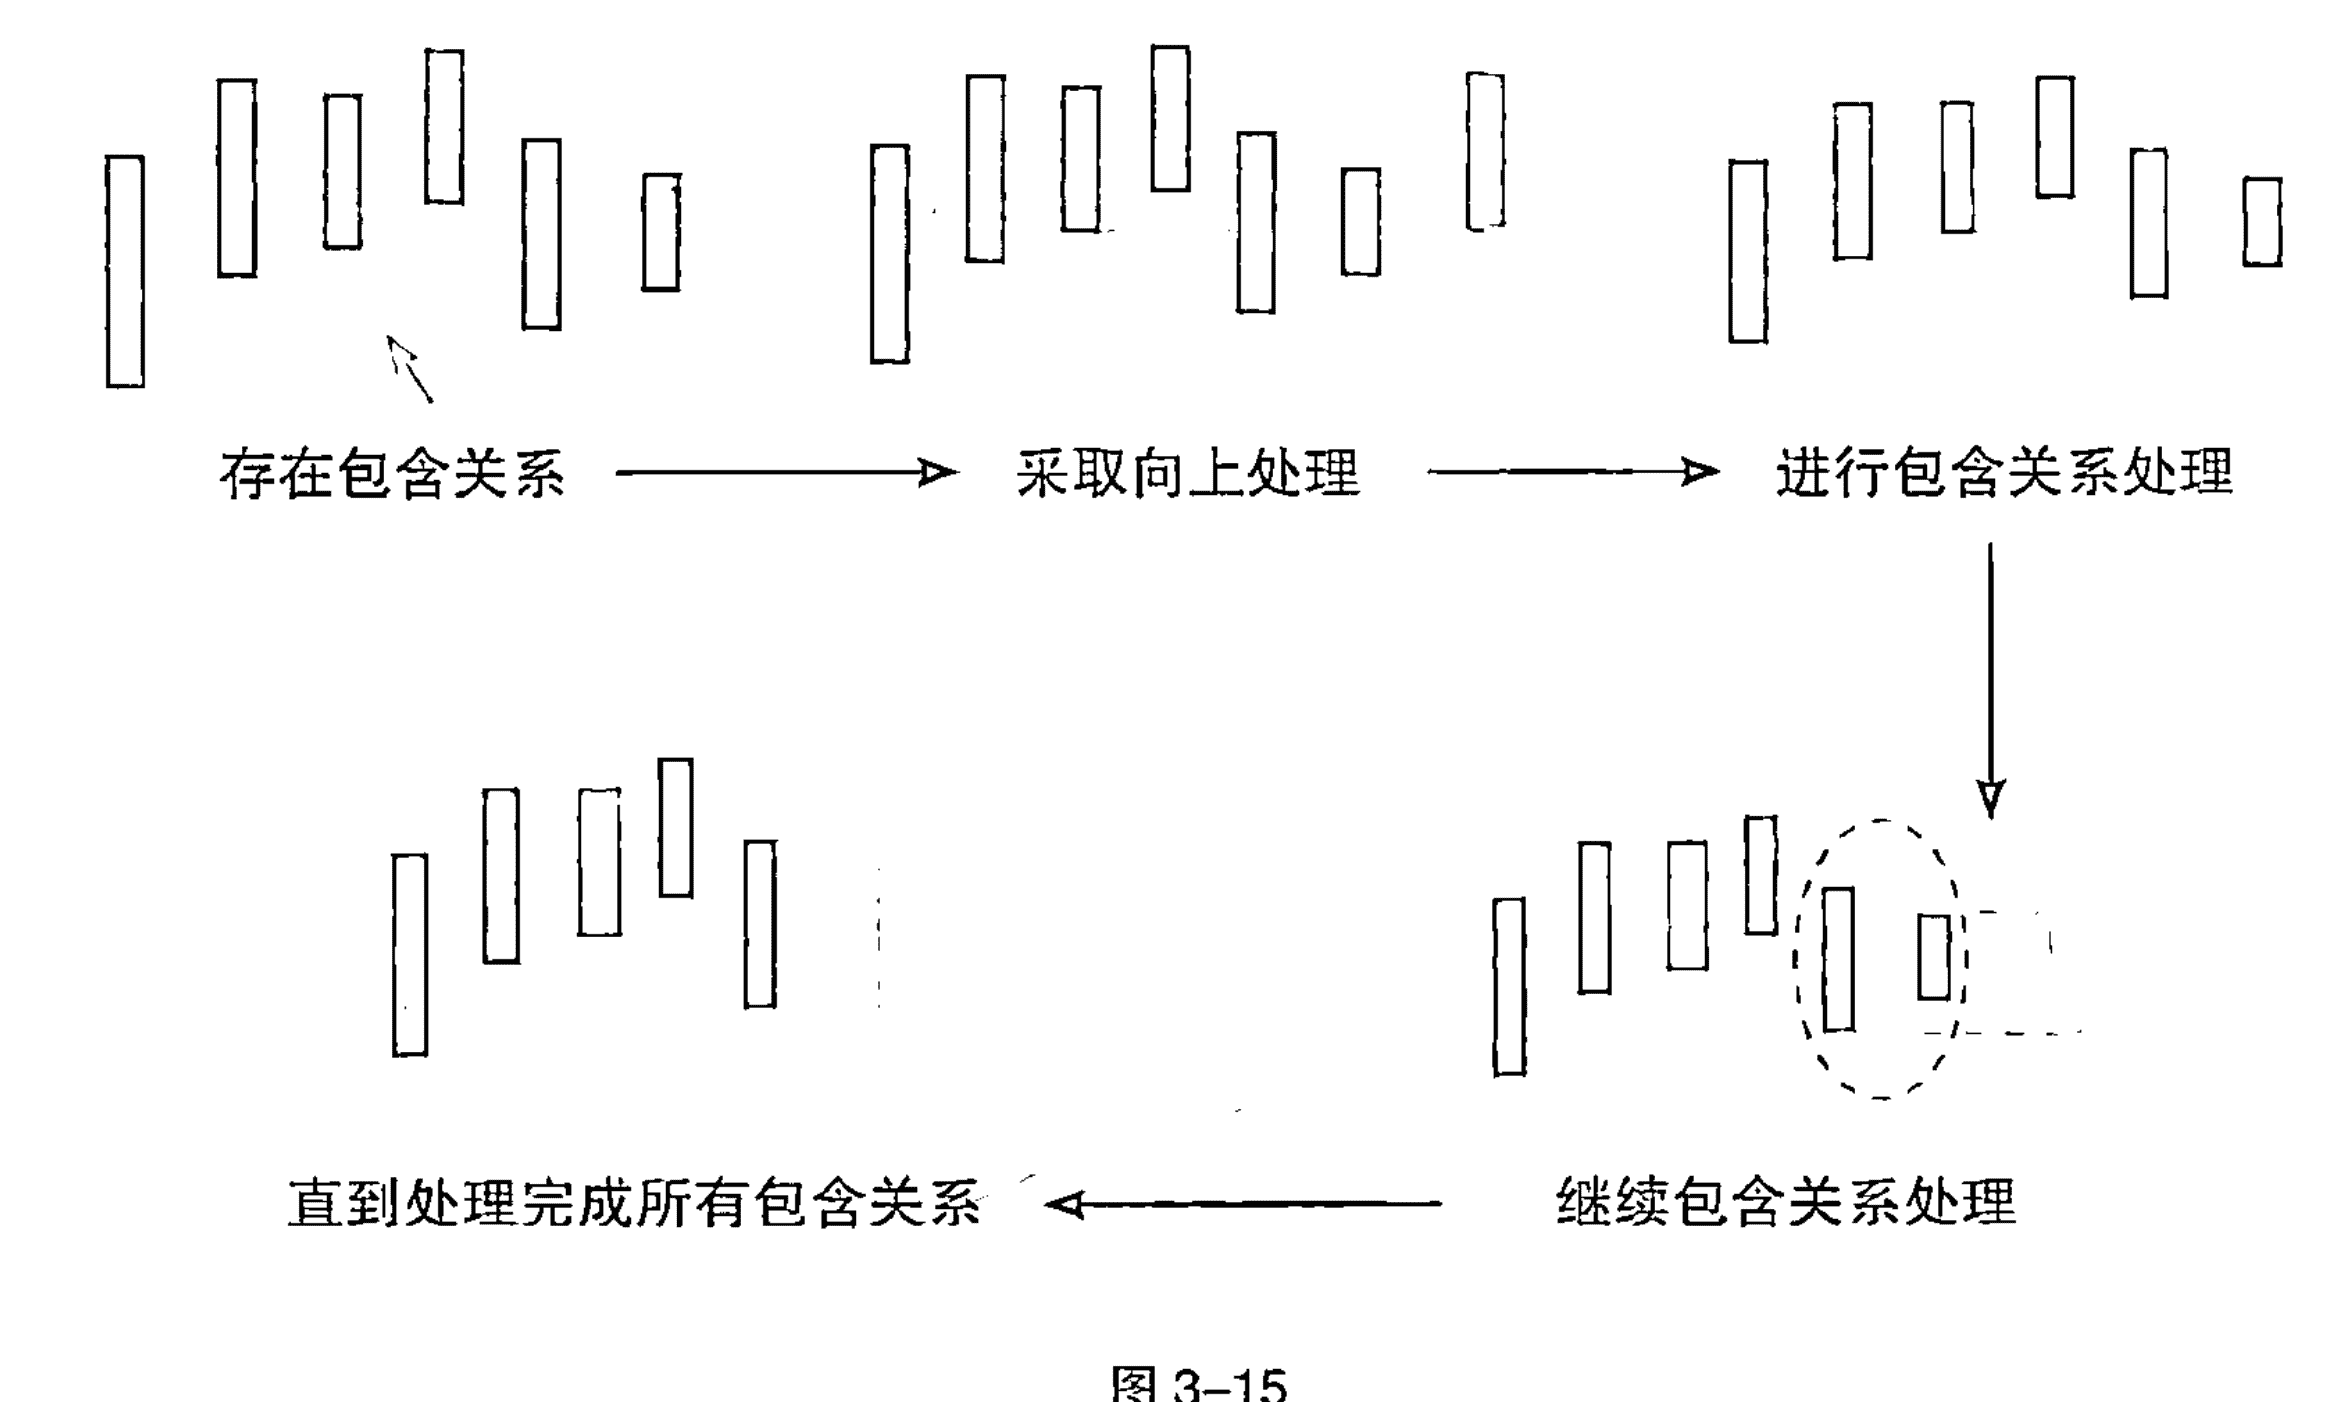 存在包含关系
采取向上处理
进行包含关系处理
直到处理完成所有包含关系
继续包含关系处理
图 3-15